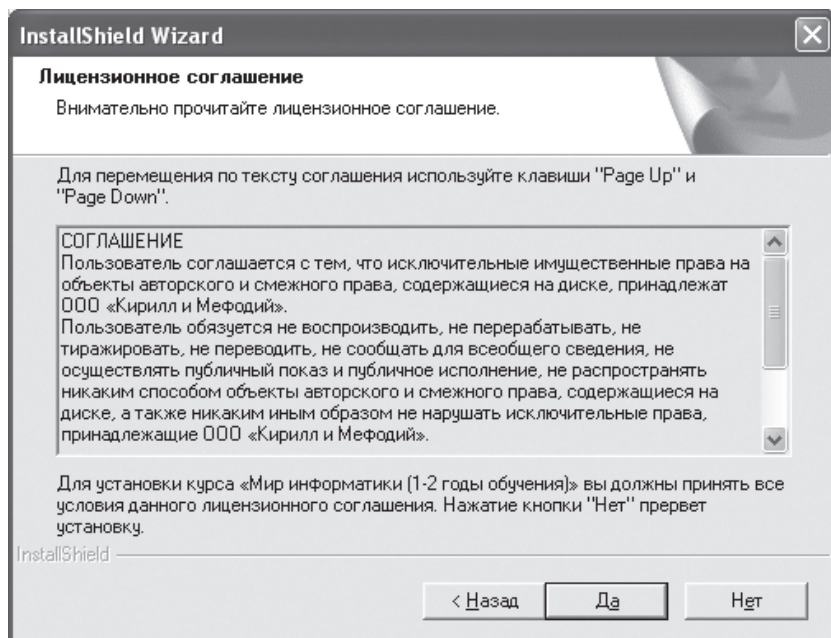 InstallShield Wizard
Лицензионное соглашение
Внимательно прочитайте лицензионное соглашение.
Для перемещения по тексту соглашения используйте клавиши "Page Up" и
"Page Down".
СОГЛАШЕНИЕ
Пользователь соглашается с тем, что исключительные имущественные права на
объекты авторского и смежного права, содержащиеся на диске, принадлежат
ООО «Кирилл и Мефодий».
Пользователь обязуется не воспроизводить, не перерабатывать, не
тиражировать, не переводить, не сообщать для всеобщего сведения, не
осуществлять публичный показ и публичное исполнение, не распространять
никаким способом объекты авторского и смежного права, содержащиеся на
диске, а также никаким иным образом не нарушать исключительные права,
принадлежащие ООО «Кирилл и Мефодий».
Для установки курса «Мир информатики (1-2 годы обучения)» вы должны принять все
условия данного лицензионного соглашения. Нажатие кнопки "Нет" прервет
установку.
InstallShield
< Назад Да Нет